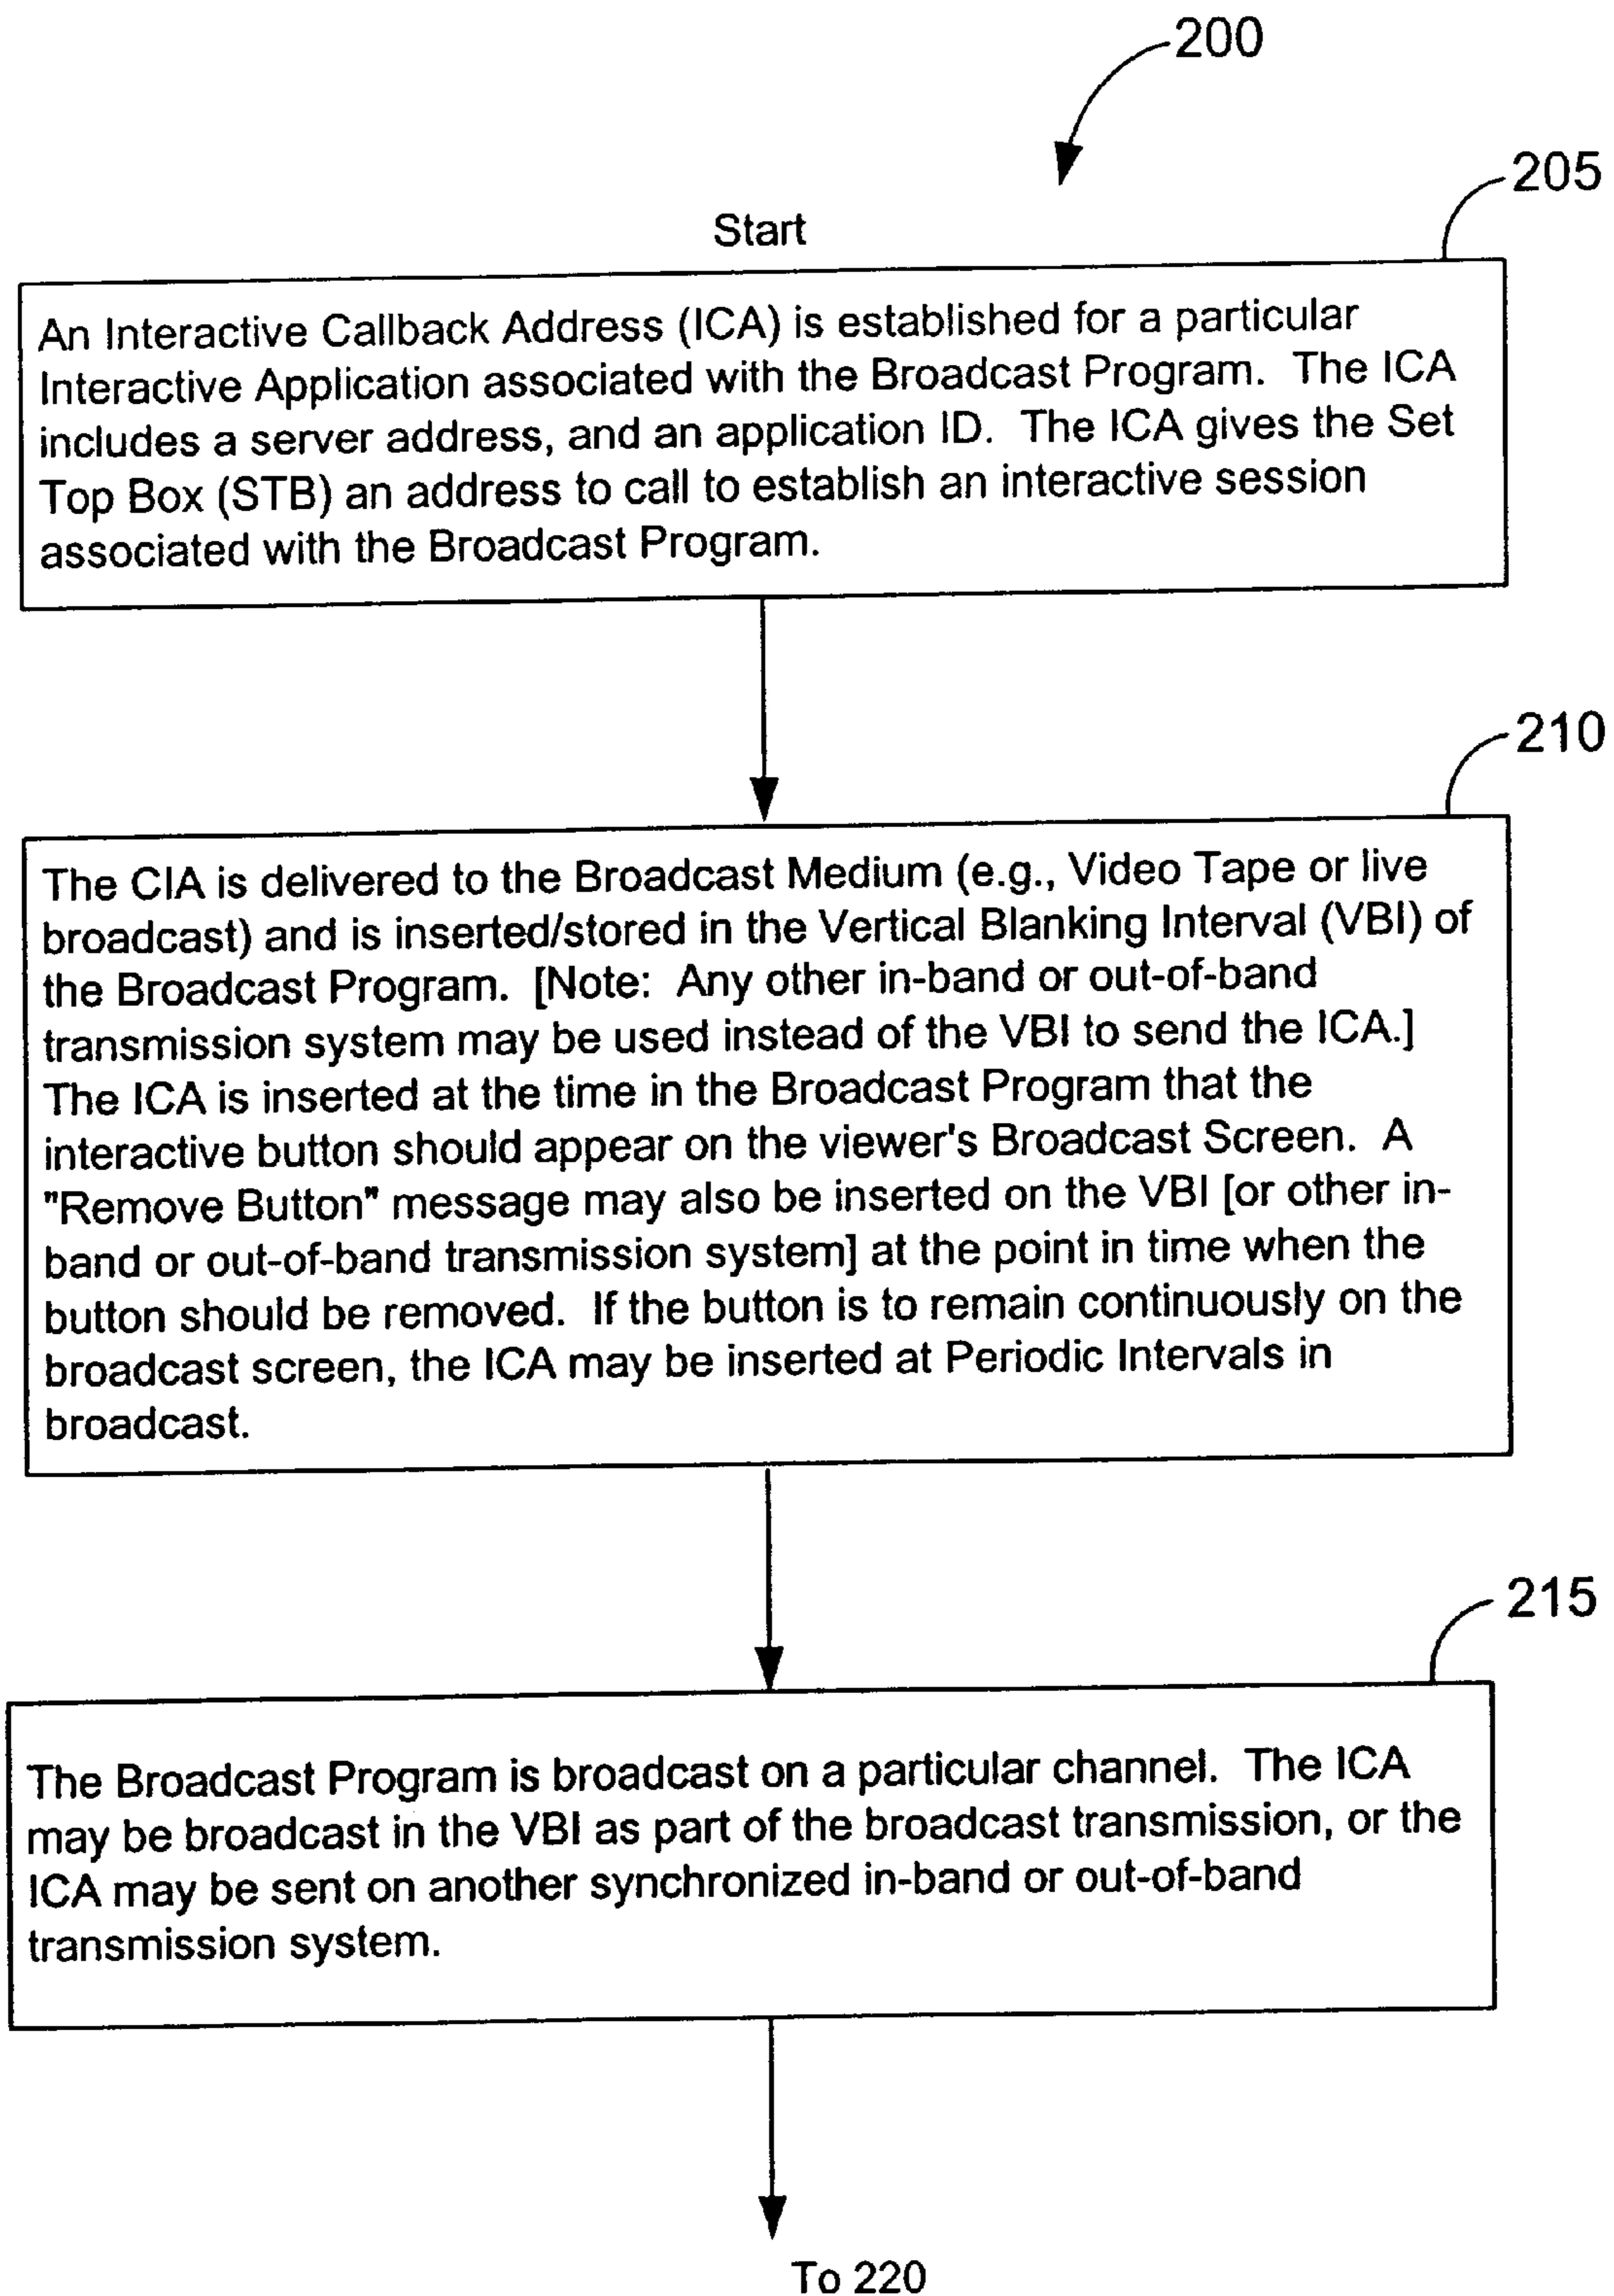 200
205
Start
An Interactive Callback Address (ICA) is established for a particular
Interactive Application associated with the Broadcast Program. The ICA
includes a server address, and an application ID. The ICA gives the Set
Top Box (STB) an address to call to establish an interactive session
associated with the Broadcast Program.
210
The CIA is delivered to the Broadcast Medium (e.g., Video Tape or live
broadcast) and is inserted/stored in the Vertical Blanking Interval (VBI) of
the Broadcast Program. [Note: Any other in-band or out-of-band
transmission system may be used instead of the VBI to send the ICA.]
The ICA is inserted at the time in the Broadcast Program that the
interactive button should appear on the viewer's Broadcast Screen. A
"Remove Button" message may also be inserted on the VBI [or other in-
band or out-of-band transmission system] at the point in time when the
button should be removed. If the button is to remain continuously on the
broadcast screen, the ICA may be inserted at Periodic Intervals in
broadcast.
215
The Broadcast Program is broadcast on a particular channel. The ICA
may be broadcast in the VBI as part of the broadcast transmission, or the
ICA may be sent on another synchronized in-band or out-of-band
transmission system.
To 220